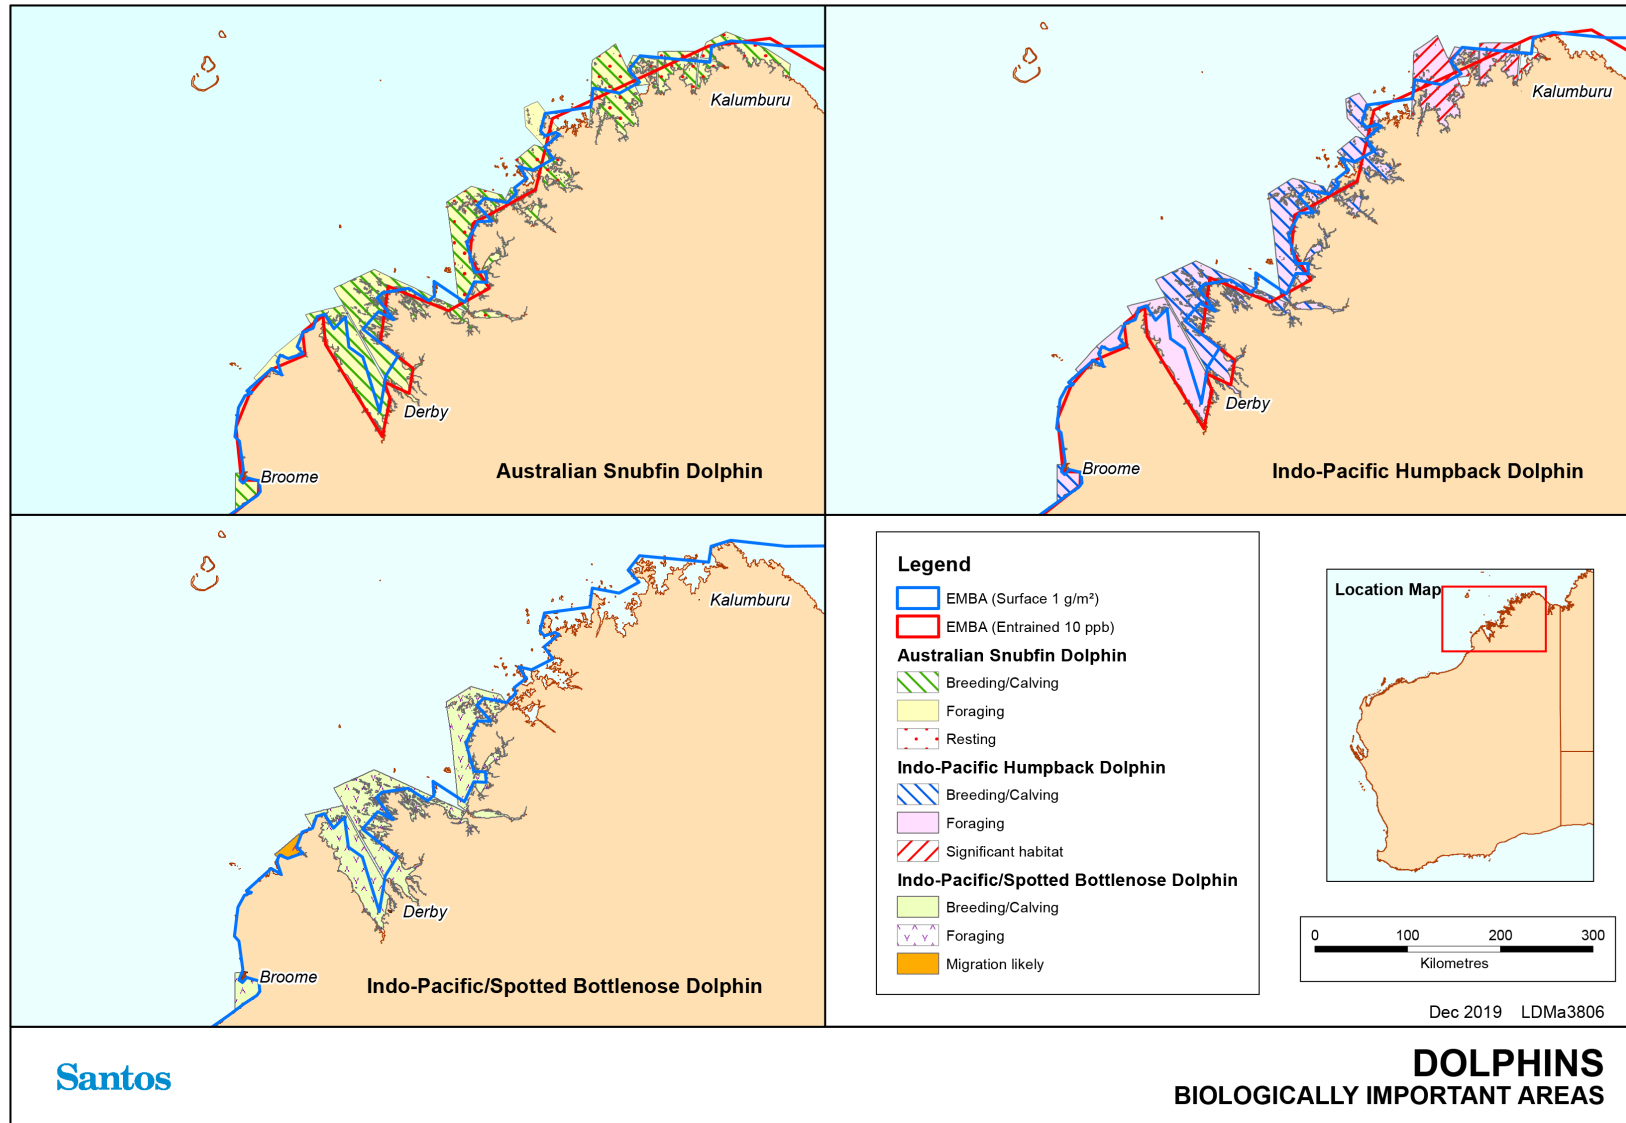 Kalumburu
Derby
Broome
Australian Snubfin Dolphin
Kalumburu
Derby
Broome
Indo-Pacific Humpback Dolphin
Kalumburu
Derby
Broome
Indo-Pacific/Spotted Bottlenose Dolphin
Legend
EMBA (Surface 1 g/m²)
EMBA (Entrained 10 ppb)
Australian Snubfin Dolphin
Breeding/Calving
Foraging
Resting
Indo-Pacific Humpback Dolphin
Breeding/Calving
Foraging
Significant habitat
Indo-Pacific/Spotted Bottlenose Dolphin
Breeding/Calving
Foraging
Migration likely
Location Map
0 100 200 300
Kilometres
Dec 2019 LDMa3806
Santos
DOLPHINS
BIOLOGICALLY IMPORTANT AREAS